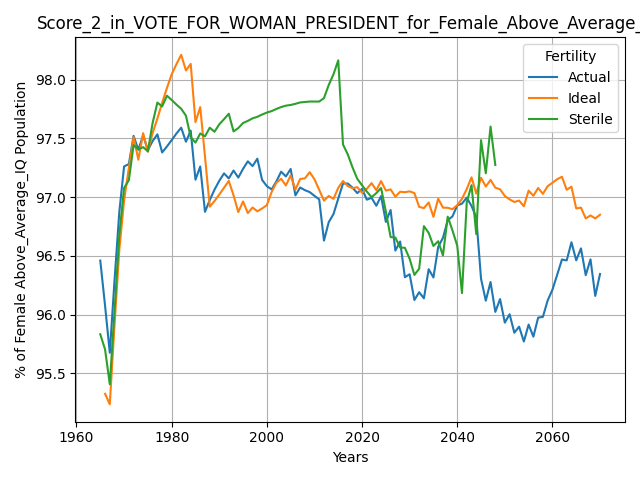 Score_2_in_VOTE_FOR_WOMAN_PRESIDENT_for_Female_Above_Average_
Fertility
Actual
Ideal
Sterile
% of Female Above_Average_IQ Population
98.0
97.5
97.0
96.5
96.0
95.5
1960
1980
2000
2020
2040
2060
Years